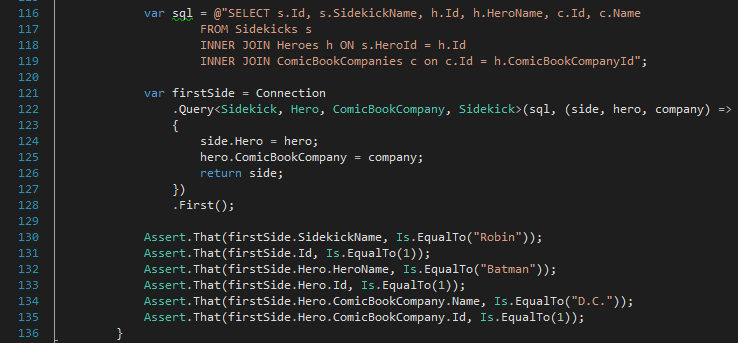 116 var sql = @"SELECT s.Id, s.SidekickName, h.Id, h.HeroName, c.Id, c.Name
117 FROM Sidekicks s
118 INNER JOIN Heroes h ON s.HeroId = h.Id
119 INNER JOIN ComicBookCompanies c on c.Id = h.ComicBookCompanyId";
120
121 var firstSide = Connection
122 .Query<Sidekick, Hero, ComicBookCompany, Sidekick>(sql, (side, hero, company) =>
123 {
124 side.Hero = hero;
125 hero.ComicBookCompany = company;
126 return side;
127 })
128 .First();
129
130 Assert.That(firstSide.SidekickName, Is.EqualTo("Robin"));
131 Assert.That(firstSide.Id, Is.EqualTo(1));
132 Assert.That(firstSide.Hero.HeroName, Is.EqualTo("Batman"));
133 Assert.That(firstSide.Hero.Id, Is.EqualTo(1));
134 Assert.That(firstSide.Hero.ComicBookCompany.Name, Is.EqualTo("D.C."));
135 Assert.That(firstSide.Hero.ComicBookCompany.Id, Is.EqualTo(1));
136 }